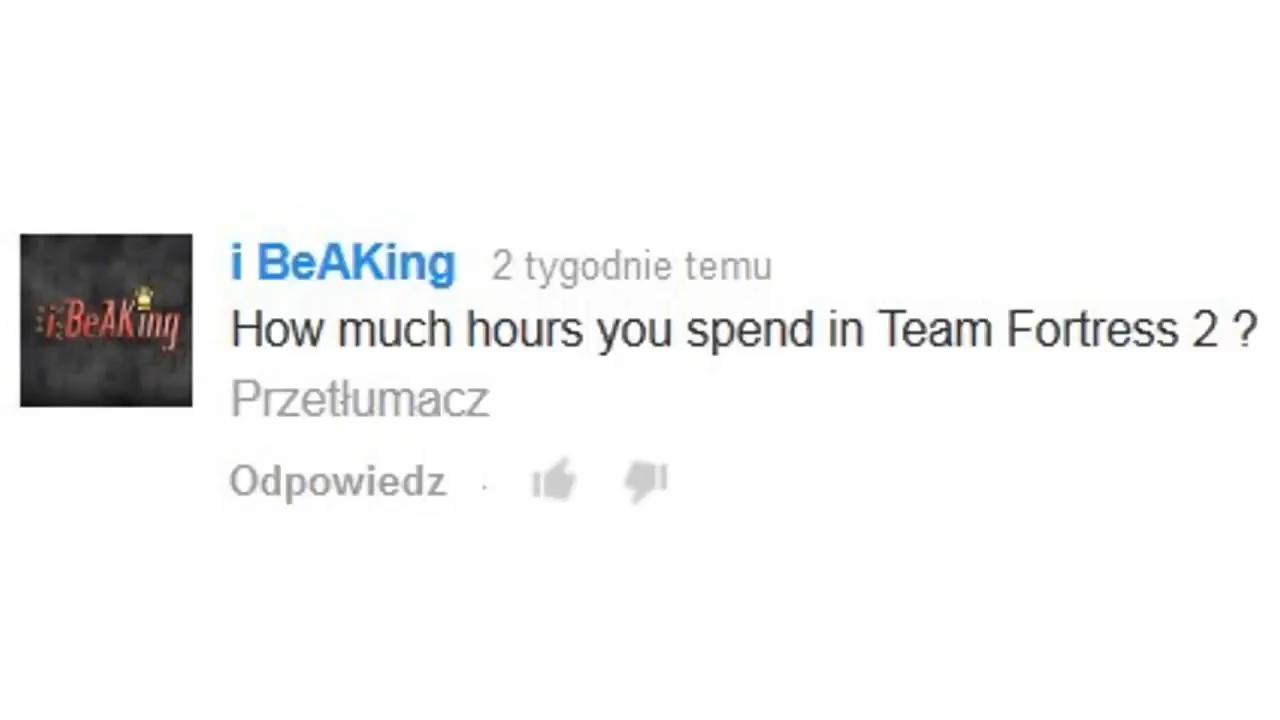 i BeAKing
i BeAKing 2 tygodnie temu
How much hours you spend in Team Fortress 2 ?
Przetłumacz
Odpowiedz